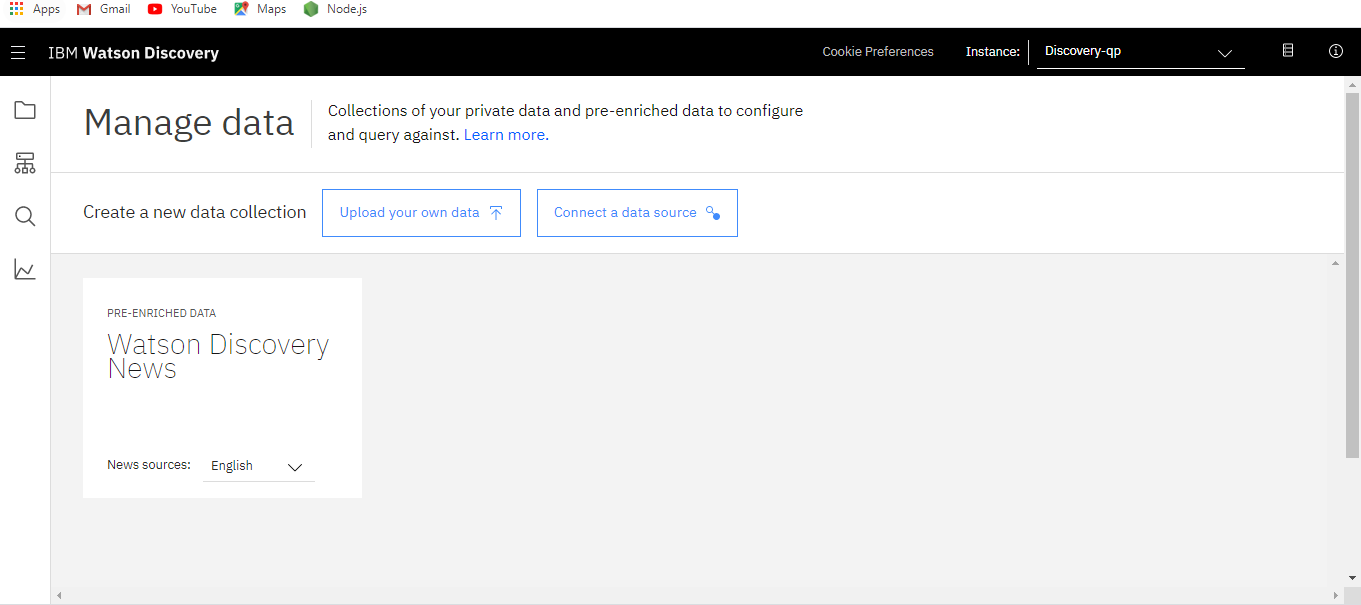 Apps Gmail YouTube Maps Node.js
IBM Watson Discovery Cookie Preferences Instance: Discovery-qp
Manage data
Collections of your private data and pre-enriched data to configure
and query against. Learn more.
Create a new data collection Upload your own data Connect a data source
PRE-ENRICHED DATA
Watson Discovery
News
News sources: English